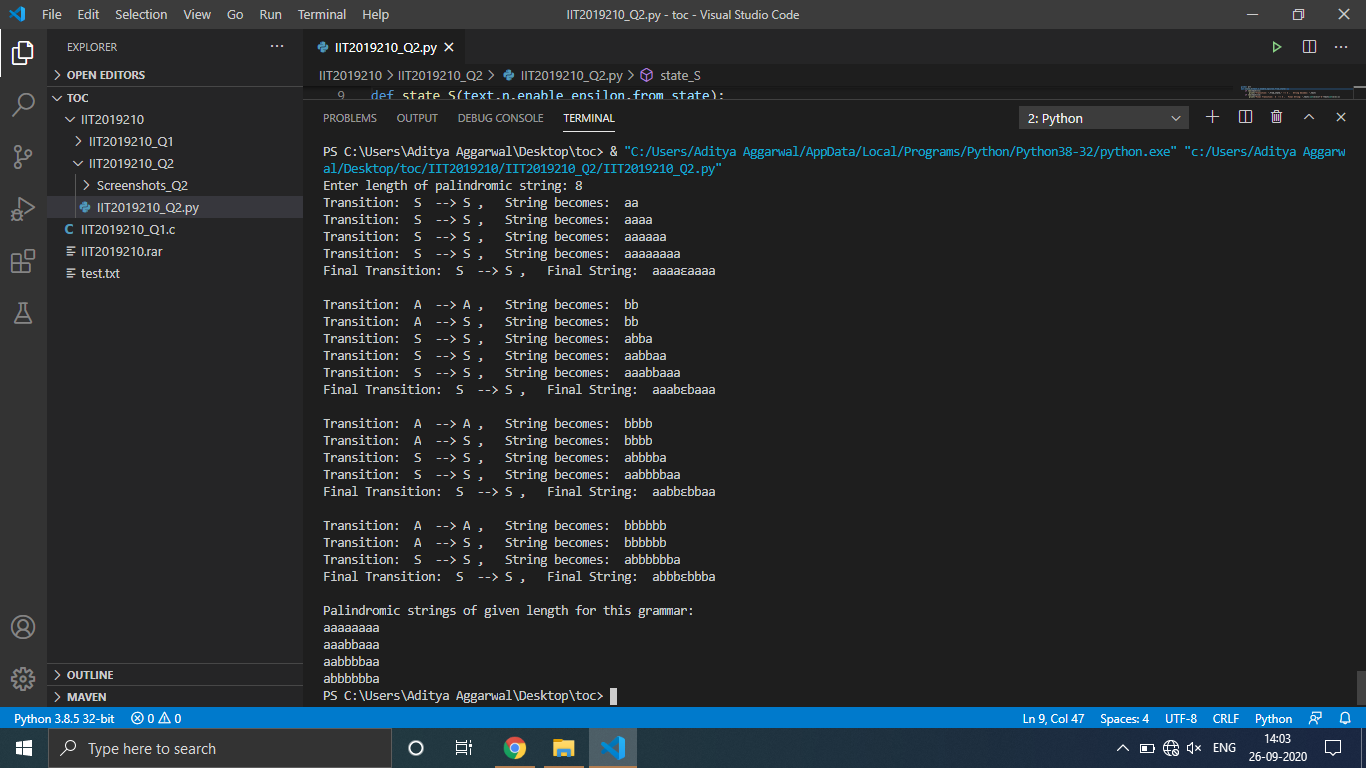 File Edit Selection View Go Run Terminal Help
IIT2019210_Q2.py - toc - Visual Studio Code
EXPLORER
OPEN EDITORS
TOC
IIT2019210
IIT2019210_Q1
IIT2019210_Q2
Screenshots_Q2
IIT2019210_Q2.py
IIT2019210_Q1.c
IIT2019210.rar
test.txt
OUTLINE
MAVEN
IIT2019210_Q2.py
IIT2019210 > IIT2019210_Q2 > IIT2019210_Q2.py > state_S
9 def state_S(text,n,enable_epsilon,from_state):
PROBLEMS OUTPUT DEBUG CONSOLE TERMINAL
2: Python
PS C:\Users\Aditya Aggarwal\Desktop\toc> & "C:/Users/Aditya Aggarwal/AppData/Local/Programs/Python/Python38-32/python.exe" "c:/Users/Aditya Aggarw
al/Desktop/toc/IIT2019210/IIT2019210_Q2/IIT2019210_Q2.py"
Enter length of palindromic string: 8
Transition:  S  --> S ,   String becomes:  aa
Transition:  S  --> S ,   String becomes:  aaaa
Transition:  S  --> S ,   String becomes:  aaaaaa
Transition:  S  --> S ,   String becomes:  aaaaaaaa
Final Transition:  S  --> S ,   Final String:  aaaaεaaaa
Transition:  A  --> A ,   String becomes:  bb
Transition:  A  --> S ,   String becomes:  bb
Transition:  S  --> S ,   String becomes:  abba
Transition:  S  --> S ,   String becomes:  aabbaa
Transition:  S  --> S ,   String becomes:  aaabbaaa
Final Transition:  S  --> S ,   Final String:  aaabεbaaa
Transition:  A  --> A ,   String becomes:  bbbb
Transition:  A  --> S ,   String becomes:  bbbb
Transition:  S  --> S ,   String becomes:  abbbba
Transition:  S  --> S ,   String becomes:  aabbbbaa
Final Transition:  S  --> S ,   Final String:  aabbεbbaa
Transition:  A  --> A ,   String becomes:  bbbbbb
Transition:  A  --> S ,   String becomes:  bbbbbb
Transition:  S  --> S ,   String becomes:  abbbbbba
Final Transition:  S  --> S ,   Final String:  abbbεbbba
Palindromic strings of given length for this grammar:
aaaaaaaa
aaabbaaa
aabbbbaa
abbbbbba
PS C:\Users\Aditya Aggarwal\Desktop\toc>
Python 3.8.5 32-bit 0 0 Ln 9, Col 47 Spaces: 4 UTF-8 CRLF Python
Type here to search
ENG
14:03
26-09-2020